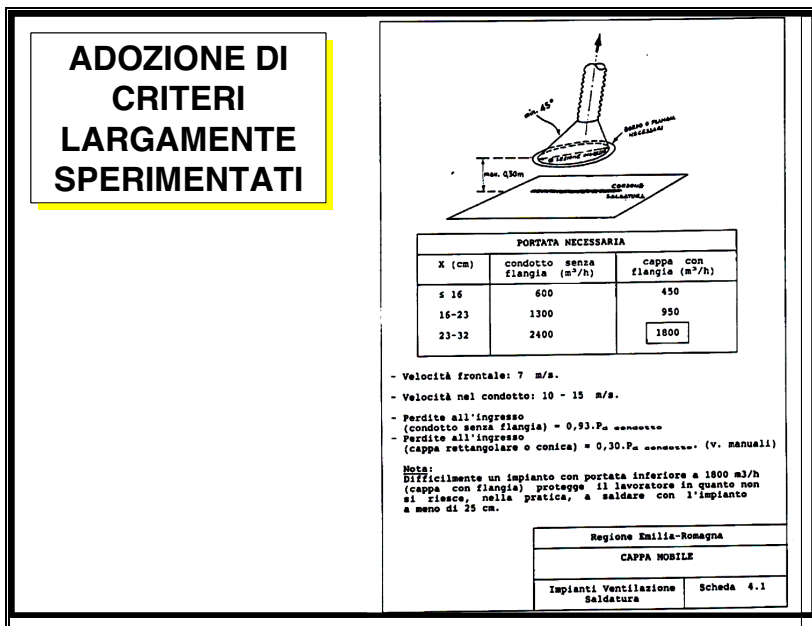 ADOZIONE DI
CRITERI
LARGAMENTE
SPERIMENTATI
min. 45°
BORDO O FLANGIA
NECESSARI
max. 0,30m
CORDONE
SALDATURA
PORTATA NECESSARIA
X (cm) condotto senza flangia (m³/h) cappa con flangia (m³/h)
≤ 16 600 450
16-23 1300 950
23-32 2400 1800
- Velocità frontale: 7 m/s.
- Velocità nel condotto: 10 - 15 m/s.
- Perdite all'ingresso
(condotto senza flangia) = 0,93.Pd condotto
- Perdite all'ingresso
(cappa rettangolare o conica) = 0,30.Pd condotto. (v. manuali)
Nota:
Difficilmente un impianto con portata inferiore a 1800 m3/h
(cappa con flangia) protegge il lavoratore in quanto non
si riesce, nella pratica, a saldare con l'impianto
a meno di 25 cm.
Regione Emilia-Romagna
CAPPA MOBILE
Impianti Ventilazione
Saldatura
Scheda 4.1